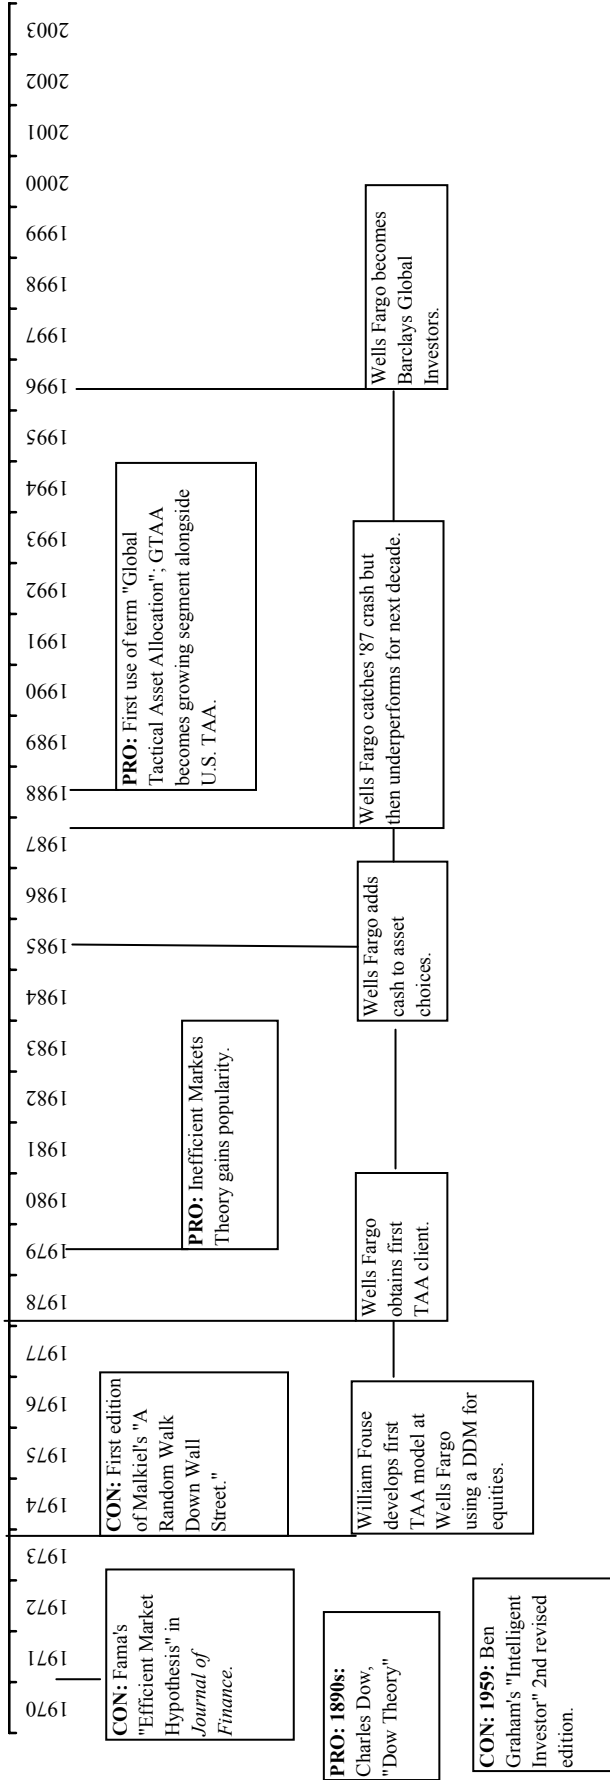 1970
1971
1972
1973
1974
1975
1976
1977
1978
1979
1980
1981
1982
1983
1984
1985
1986
1987
1988
1989
1990
1991
1992
1993
1994
1995
1996
1997
1998
1999
2000
2001
2002
2003
CON: Fama's
"Efficient Market
Hypothesis" in
Journal of
Finance.
CON: First edition
of Malkiel's "A
Random Walk
Down Wall
Street."
PRO: Inefficient Markets
Theory gains popularity.
PRO: First use of term "Global
Tactical Asset Allocation"; GTAA
becomes growing segment alongside
U.S. TAA.
PRO: 1890s:
Charles Dow,
"Dow Theory"
William Fouse
develops first
TAA model at
Wells Fargo
using a DDM for
equities.
Wells Fargo
obtains first
TAA client.
Wells Fargo adds
cash to asset
choices.
Wells Fargo catches '87 crash but
then underperforms for next decade.
Wells Fargo becomes
Barclays Global
Investors.
CON: 1959: Ben
Graham's "Intelligent
Investor" 2nd revised
edition.